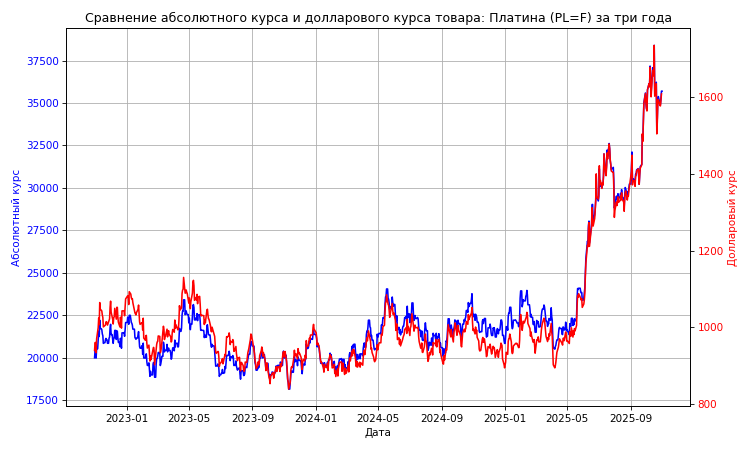 Сравнение абсолютного курса и долларового курса товара: Платина (PL=F) за три года
37500
35000
32500
30000
27500
25000
22500
20000
17500
Абсолютный курс
1600
1400
1200
1000
800
Долларовый курс
2023-01 2023-05 2023-09 2024-01 2024-05 2024-09 2025-01 2025-05 2025-09
Дата